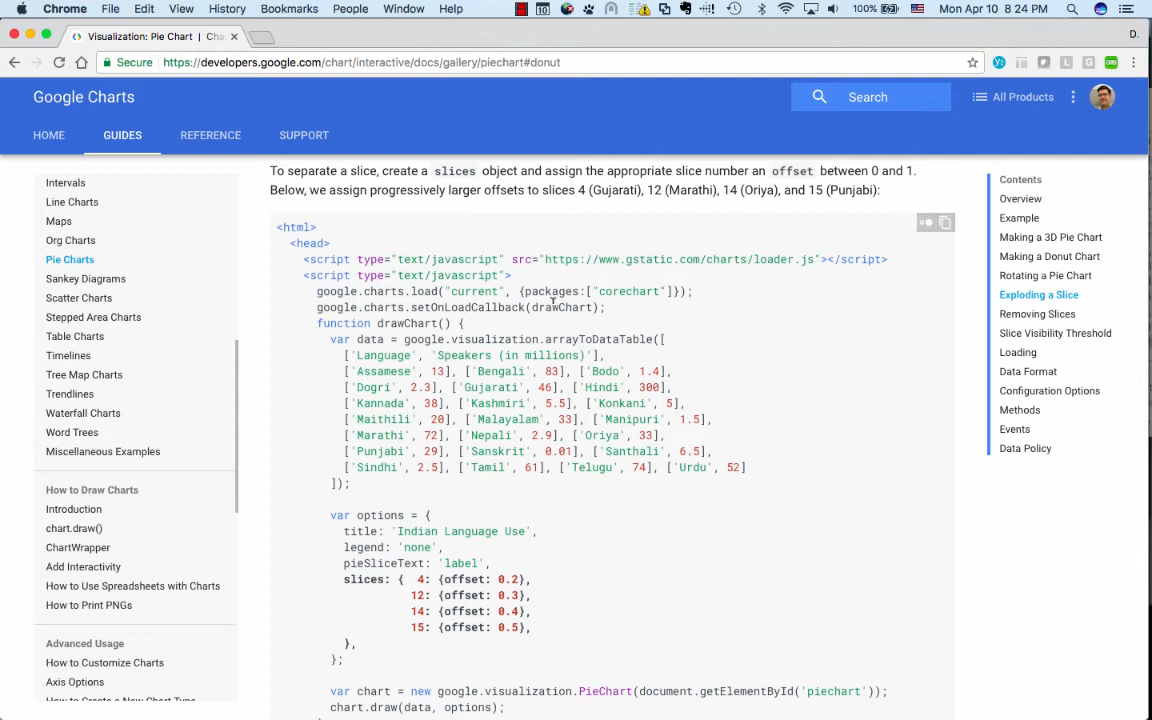 Chrome File Edit View History Bookmarks People Window Help 10 100% Mon Apr 10 8:24 PM
Visualization: Pie Chart | Cha D.
Secure https://developers.google.com/chart/interactive/docs/gallery/piechart#donut
Google Charts Search All Products
HOME GUIDES REFERENCE SUPPORT
Intervals
Line Charts
Maps
Org Charts
Pie Charts
Sankey Diagrams
Scatter Charts
Stepped Area Charts
Table Charts
Timelines
Tree Map Charts
Trendlines
Waterfall Charts
Word Trees
Miscellaneous Examples
How to Draw Charts
Introduction
chart.draw()
ChartWrapper
Add Interactivity
How to Use Spreadsheets with Charts
How to Print PNGs
Advanced Usage
How to Customize Charts
Axis Options
How to Create a New Chart Type
To separate a slice, create a slices object and assign the appropriate slice number an offset between 0 and 1.
Below, we assign progressively larger offsets to slices 4 (Gujarati), 12 (Marathi), 14 (Oriya), and 15 (Punjabi):
<html>
<head>
<script type="text/javascript" src="https://www.gstatic.com/charts/loader.js"></script>
<script type="text/javascript">
google.charts.load("current", {packages:["corechart"]});
google.charts.setOnLoadCallback(drawChart);
function drawChart() {
var data = google.visualization.arrayToDataTable([
['Language', 'Speakers (in millions)'],
['Assamese', 13], ['Bengali', 83], ['Bodo', 1.4],
['Dogri', 2.3], ['Gujarati', 46], ['Hindi', 300],
['Kannada', 38], ['Kashmiri', 5.5], ['Konkani', 5],
['Maithili', 20], ['Malayalam', 33], ['Manipuri', 1.5],
['Marathi', 72], ['Nepali', 2.9], ['Oriya', 33],
['Punjabi', 29], ['Sanskrit', 0.01], ['Santhali', 6.5],
['Sindhi', 2.5], ['Tamil', 61], ['Telugu', 74], ['Urdu', 52]
]);
var options = {
title: 'Indian Language Use',
legend: 'none',
pieSliceText: 'label',
slices: { 4: {offset: 0.2},
12: {offset: 0.3},
14: {offset: 0.4},
15: {offset: 0.5},
},
};
var chart = new google.visualization.PieChart(document.getElementById('piechart'));
chart.draw(data, options);
}
Contents
Overview
Example
Making a 3D Pie Chart
Making a Donut Chart
Rotating a Pie Chart
Exploding a Slice
Removing Slices
Slice Visibility Threshold
Loading
Data Format
Configuration Options
Methods
Events
Data Policy